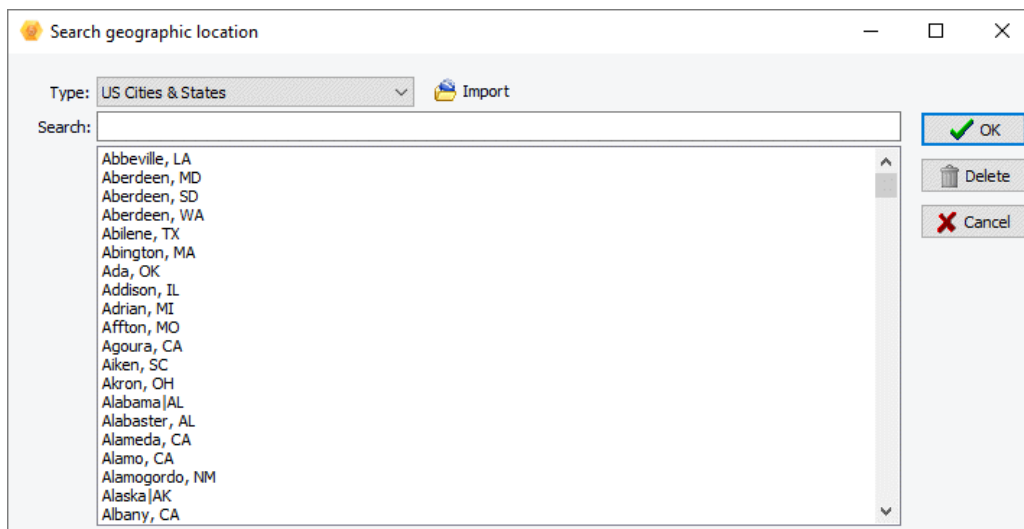 Search geographic location
Type: US Cities & States Import
Search:
OK
Abbeville, LA
Aberdeen, MD
Delete
Aberdeen, SD
Aberdeen, WA
Cancel
Abilene, TX
Abington, MA
Ada, OK
Addison, IL
Adrian, MI
Affton, MO
Agoura, CA
Aiken, SC
Akron, OH
Alabama|AL
Alabaster, AL
Alameda, CA
Alamo, CA
Alamogordo, NM
Alaska|AK
Albany, CA